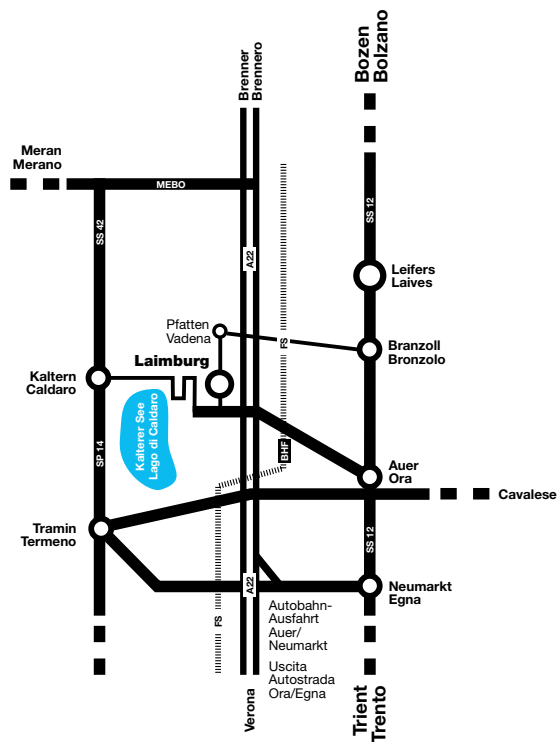 Brenner
Brennero
Bozen
Bolzano
Meran
Merano
MEBO
SS 42
SS 12
A22
Leifers
Laives
Pfatten
Vadena
FS
Branzoll
Bronzolo
Laimburg
Kaltern
Caldaro
Kalterer See
Lago di Caldaro
SP 14
BHF
Auer
Ora
Cavalese
Tramin
Termeno
SS 12
A22
Neumarkt
Egna
FS
Autobahn-
Ausfahrt
Auer/
Neumarkt
Uscita
Autostrada
Ora/Egna
Verona
Trient
Trento